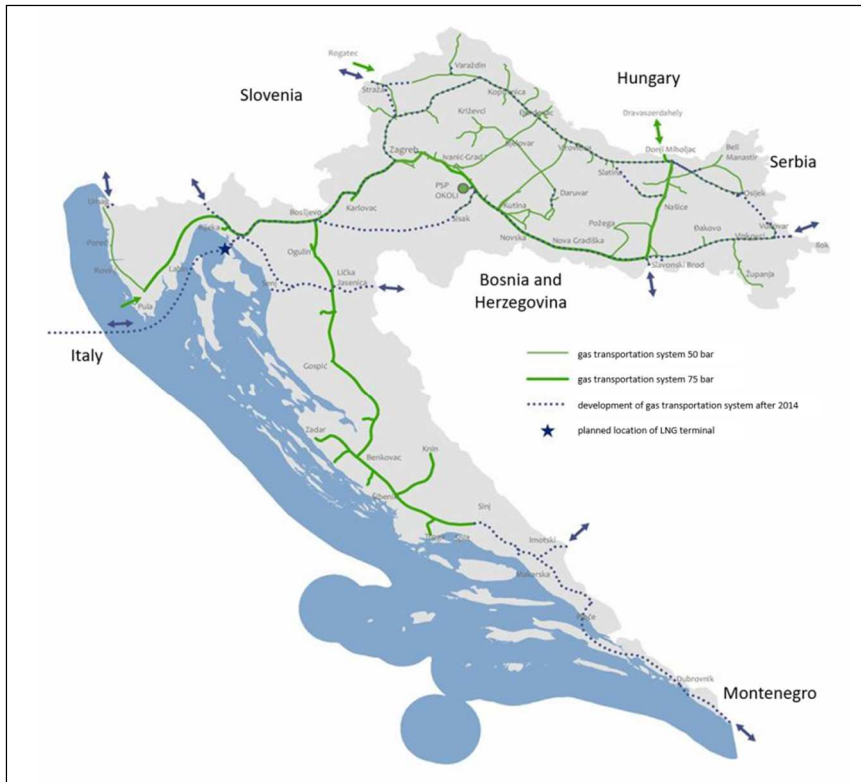 Rogatec
Slovenia
Hungary
Varaždin
Straža
Koprivnica
Dravaszerdahely
Križevci
Zagreb
Ivanić Grad
Bjelovar
Virovitica
Donji Miholjac
Beli
Manastir
Serbia
PSP
OKOLI
Slatina
Daruvar
Našice
Osijek
Umag
Bosiljevo
Karlovac
Sisak
Kutina
Požega
Đakovo
Vukovar
Vinkovci
Poreč
Rijeka
Novska
Nova Gradiška
Slavonski Brod
Rovinj
Labin
Ogulin
Senj
Lička
Jasenica
Bosnia and
Herzegovina
Županja
Pula
Italy
Gospić
gas transportation system 50 bar
gas transportation system 75 bar
development of gas transportation system after 2014
planned location of LNG terminal
Zadar
Benkovac
Knin
Šibenik
Sinj
Split
Imotski
Makarska
Ploče
Dubrovnik
Montenegro